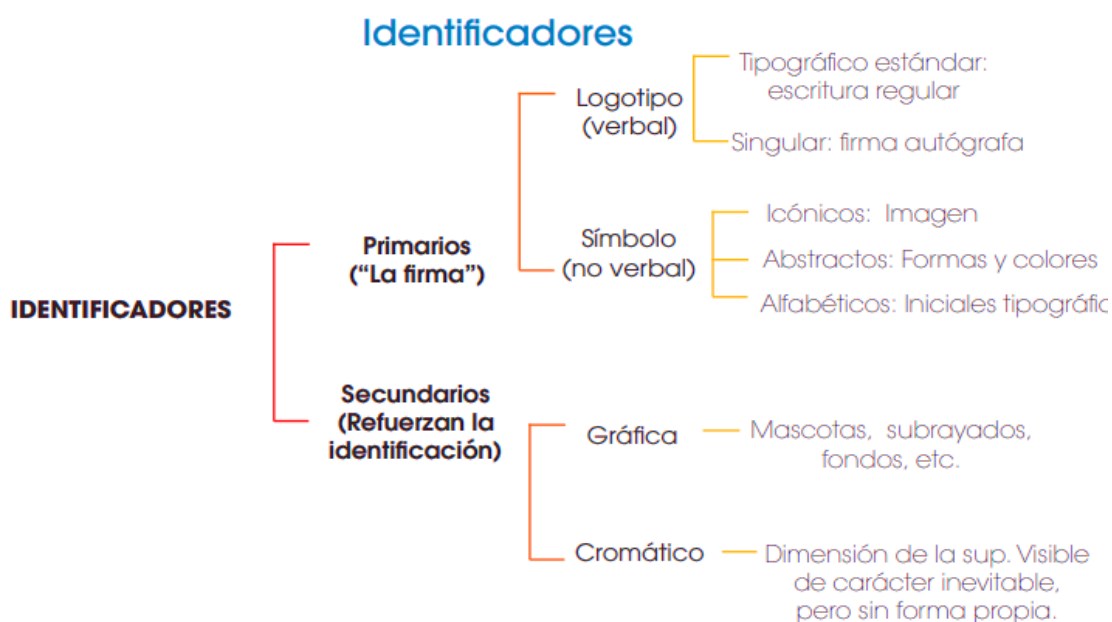 Identificadores
IDENTIFICADORES
Primarios
(“La firma”)
Logotipo
(verbal)
Tipográfico estándar:
escritura regular
Singular: firma autógrafa
Símbolo
(no verbal)
Icónicos: Imagen
Abstractos: Formas y colores
Alfabéticos: Iniciales
Secundarios
(Refuerzan la
identificación)
Gráfica
Mascotas, subrayados,
fondos, etc.
Cromático
Dimensión de la sup. Visible
de carácter inevitable,
pero sin forma propia.